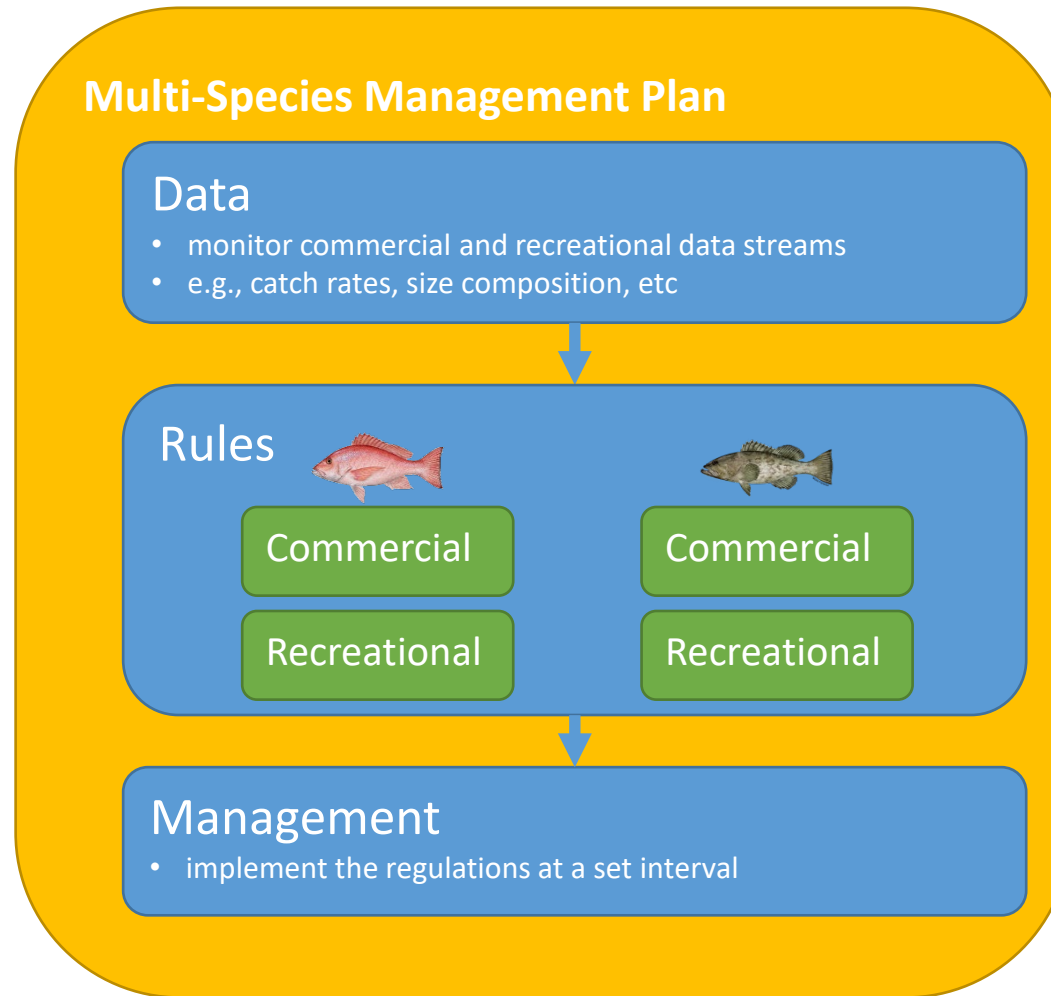 Multi-Species Management Plan
Data
• monitor commercial and recreational data streams
• e.g., catch rates, size composition, etc
Rules
Commercial
Commercial
Recreational
Recreational
Management
• implement the regulations at a set interval